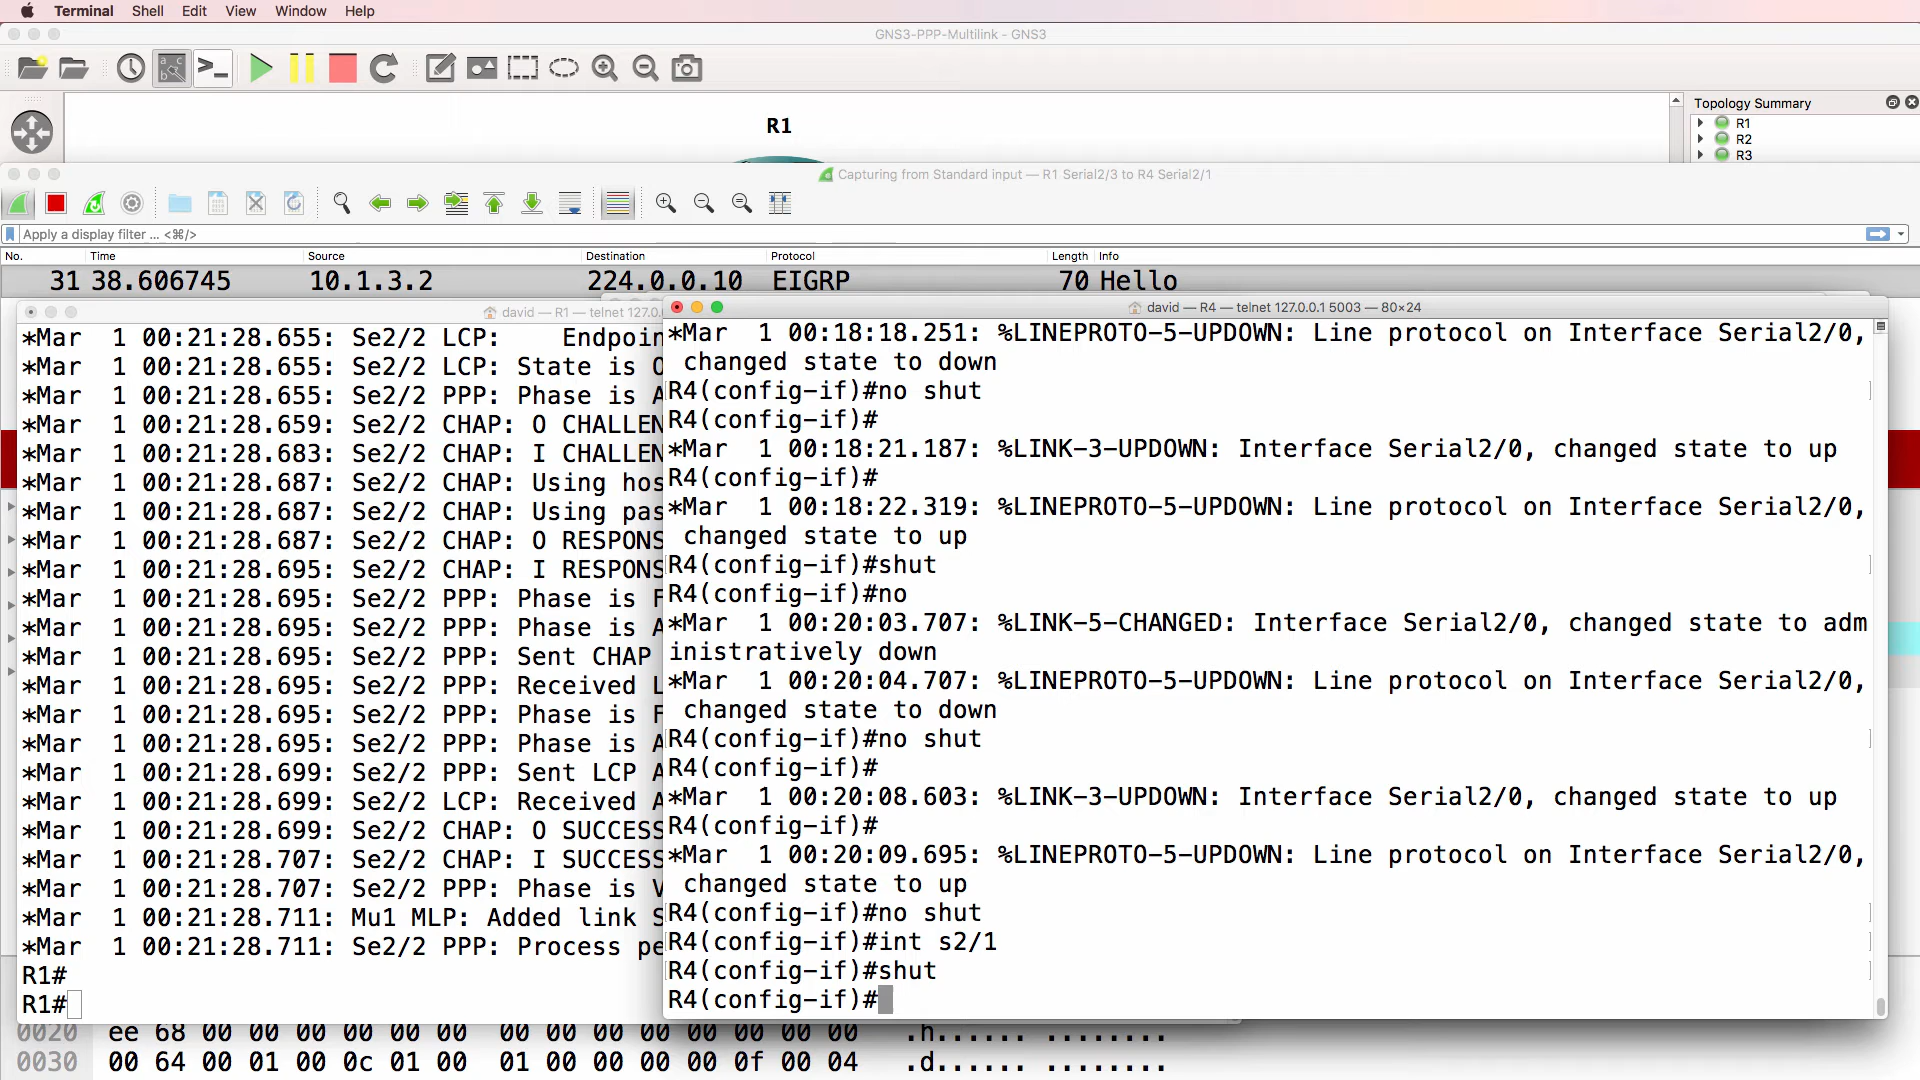 Terminal Shell Edit View Window Help
GNS3-PPP-Multilink - GNS3
R1
Topology Summary
R1
R2
R3
Capturing from Standard input — R1 Serial2/3 to R4 Serial2/1
Apply a display filter ... <⌘/>
No. Time Source Destination Protocol Length Info
31 38.606745 10.1.3.2 224.0.0.10 EIGRP 70 Hello
david — R1 — telnet 127.0.
*Mar  1 00:21:28.655: Se2/2 LCP:    Endpoin
*Mar  1 00:21:28.655: Se2/2 LCP: State is O
*Mar  1 00:21:28.655: Se2/2 PPP: Phase is A
*Mar  1 00:21:28.659: Se2/2 CHAP: O CHALLEN
*Mar  1 00:21:28.683: Se2/2 CHAP: I CHALLEN
*Mar  1 00:21:28.687: Se2/2 CHAP: Using hos
*Mar  1 00:21:28.687: Se2/2 CHAP: Using pas
*Mar  1 00:21:28.687: Se2/2 CHAP: O RESPONS
*Mar  1 00:21:28.695: Se2/2 CHAP: I RESPONS
*Mar  1 00:21:28.695: Se2/2 PPP: Phase is F
*Mar  1 00:21:28.695: Se2/2 PPP: Phase is A
*Mar  1 00:21:28.695: Se2/2 PPP: Sent CHAP
*Mar  1 00:21:28.695: Se2/2 PPP: Received L
*Mar  1 00:21:28.695: Se2/2 PPP: Phase is F
*Mar  1 00:21:28.695: Se2/2 PPP: Phase is A
*Mar  1 00:21:28.699: Se2/2 PPP: Sent LCP A
*Mar  1 00:21:28.699: Se2/2 LCP: Received A
*Mar  1 00:21:28.699: Se2/2 CHAP: O SUCCESS
*Mar  1 00:21:28.707: Se2/2 CHAP: I SUCCESS
*Mar  1 00:21:28.707: Se2/2 PPP: Phase is V
*Mar  1 00:21:28.711: Mu1 MLP: Added link S
*Mar  1 00:21:28.711: Se2/2 PPP: Process pe
R1#
R1#
david — R4 — telnet 127.0.0.1 5003 — 80×24
*Mar  1 00:18:18.251: %LINEPROTO-5-UPDOWN: Line protocol on Interface Serial2/0,
 changed state to down
R4(config-if)#no shut
R4(config-if)#
*Mar  1 00:18:21.187: %LINK-3-UPDOWN: Interface Serial2/0, changed state to up
R4(config-if)#
*Mar  1 00:18:22.319: %LINEPROTO-5-UPDOWN: Line protocol on Interface Serial2/0,
 changed state to up
R4(config-if)#shut
R4(config-if)#no
*Mar  1 00:20:03.707: %LINK-5-CHANGED: Interface Serial2/0, changed state to adm
inistratively down
*Mar  1 00:20:04.707: %LINEPROTO-5-UPDOWN: Line protocol on Interface Serial2/0,
 changed state to down
R4(config-if)#no shut
R4(config-if)#
*Mar  1 00:20:08.603: %LINK-3-UPDOWN: Interface Serial2/0, changed state to up
R4(config-if)#
*Mar  1 00:20:09.695: %LINEPROTO-5-UPDOWN: Line protocol on Interface Serial2/0,
 changed state to up
R4(config-if)#no shut
R4(config-if)#int s2/1
R4(config-if)#shut
R4(config-if)#
0020 ee 68 00 00 00 00 00 00 00 00 00 00 00 00 00 00 .h...... ........
0030 00 64 00 01 00 0c 01 00 01 00 00 00 00 0f 00 04 .d...... ........